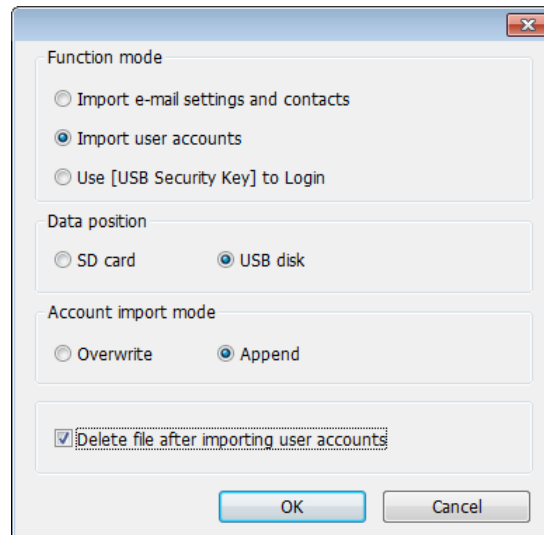 Function mode
Import e-mail settings and contacts
Import user accounts
Use [USB Security Key] to Login
Data position
SD card USB disk
Account import mode
Overwrite Append
Delete file after importing user accounts
OK Cancel